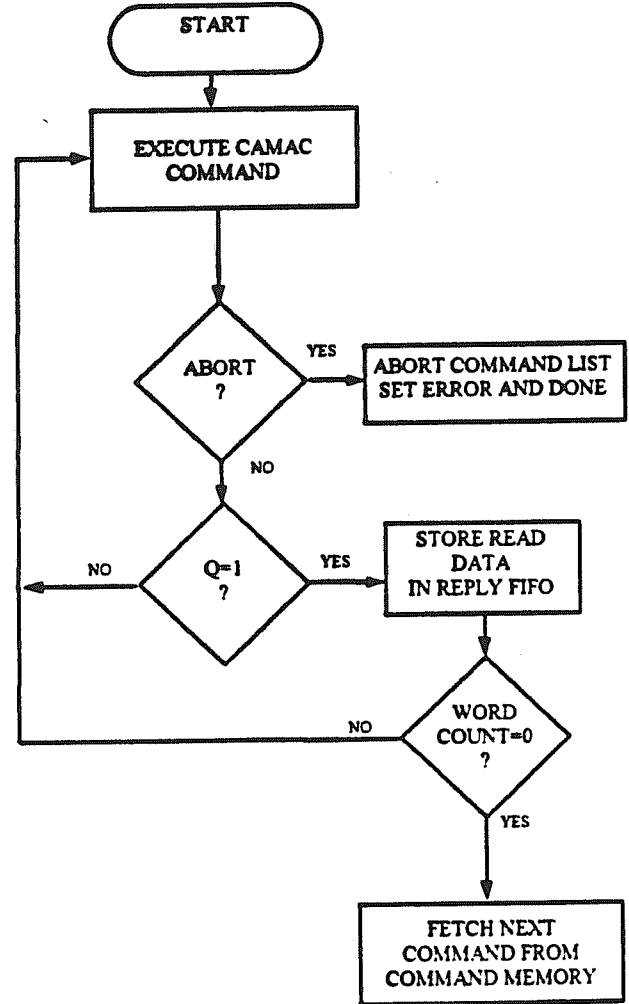 START
EXECUTE CAMAC
COMMAND
ABORT
?
YES
ABORT COMMAND LIST
SET ERROR AND DONE
NO
Q=1
?
NO
YES
STORE READ
DATA
IN REPLY FIFO
WORD
COUNT=0
?
NO
YES
FETCH NEXT
COMMAND FROM
COMMAND MEMORY